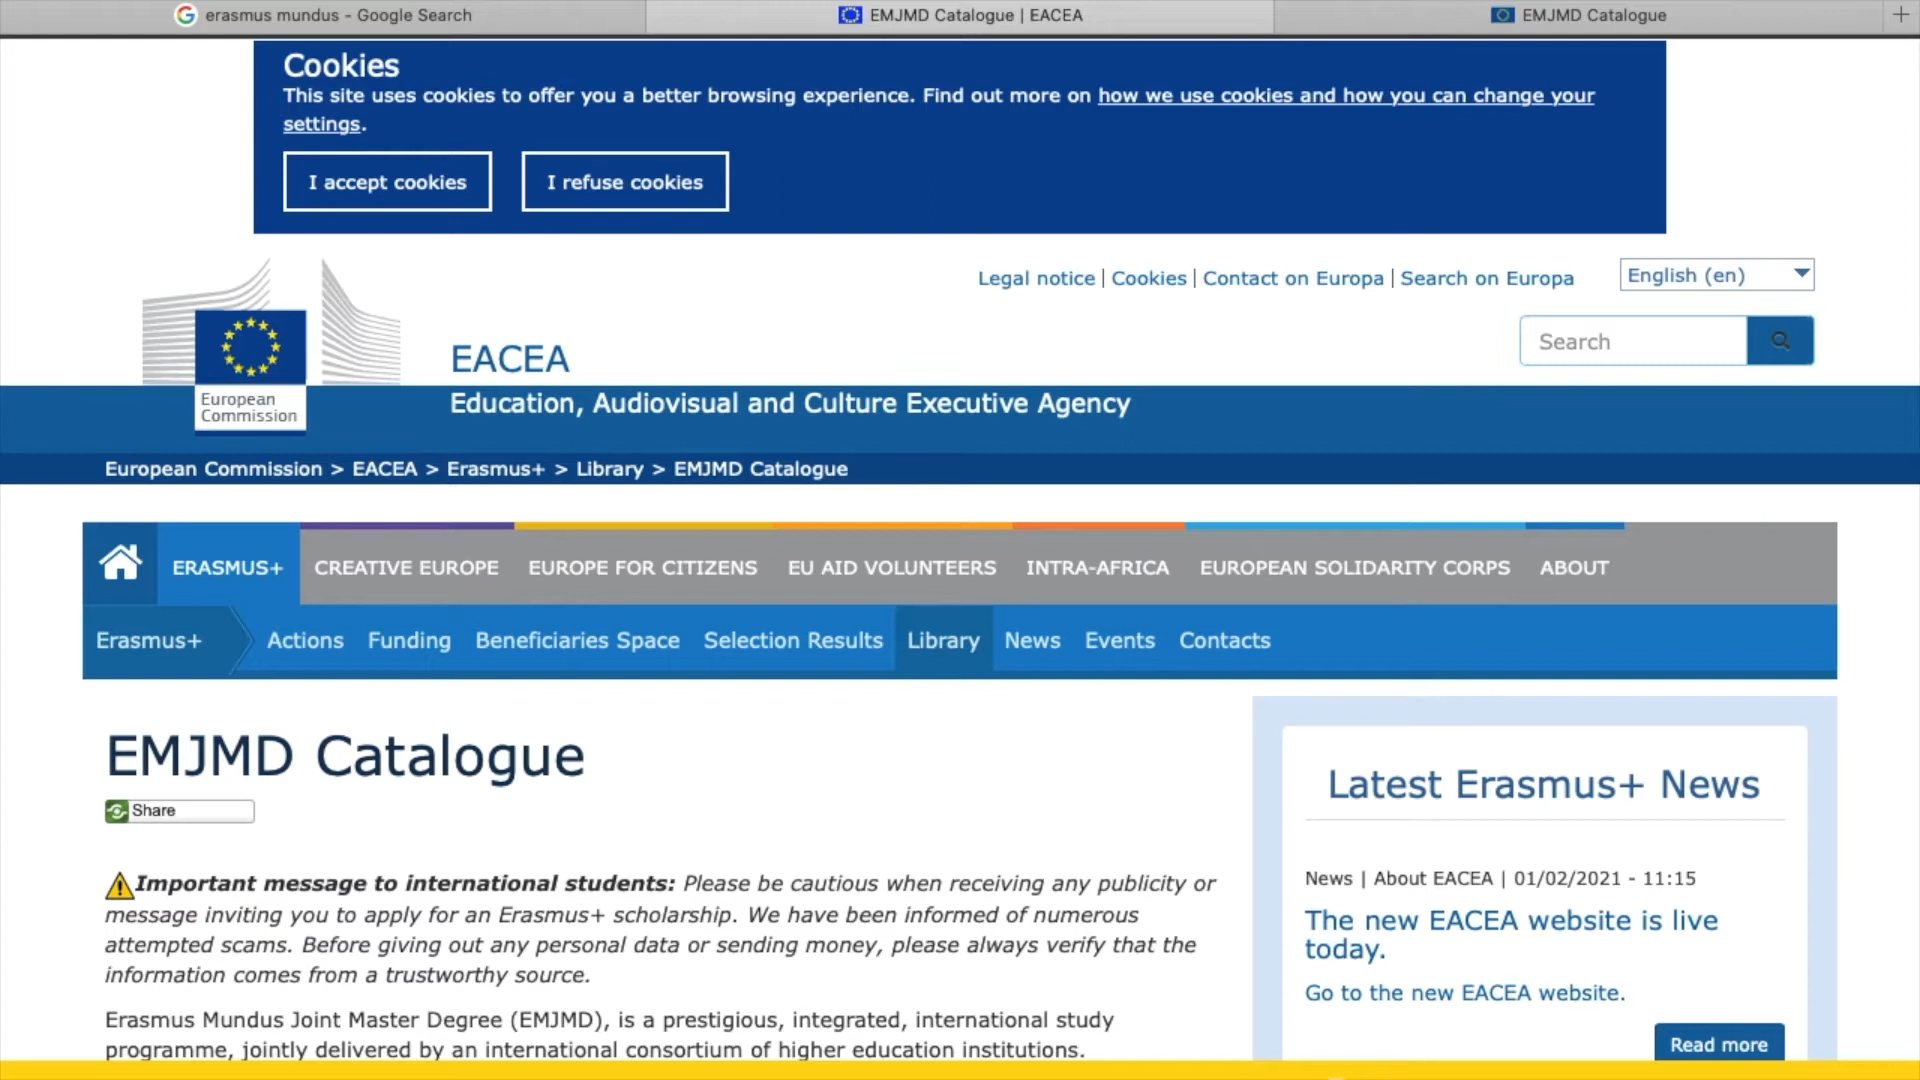 erasmus mundus - Google Search
EMJMD Catalogue | EACEA
EMJMD Catalogue
Cookies
This site uses cookies to offer you a better browsing experience. Find out more on how we use cookies and how you can change your
settings.
I accept cookies
I refuse cookies
Legal notice | Cookies | Contact on Europa | Search on Europa
English (en)
Search
EACEA
European
Commission
Education, Audiovisual and Culture Executive Agency
European Commission > EACEA > Erasmus+ > Library > EMJMD Catalogue
ERASMUS+ CREATIVE EUROPE EUROPE FOR CITIZENS EU AID VOLUNTEERS INTRA-AFRICA EUROPEAN SOLIDARITY CORPS ABOUT
Erasmus+ Actions Funding Beneficiaries Space Selection Results Library News Events Contacts
EMJMD Catalogue
Share
Important message to international students: Please be cautious when receiving any publicity or
message inviting you to apply for an Erasmus+ scholarship. We have been informed of numerous
attempted scams. Before giving out any personal data or sending money, please always verify that the
information comes from a trustworthy source.
Erasmus Mundus Joint Master Degree (EMJMD), is a prestigious, integrated, international study
programme, jointly delivered by an international consortium of higher education institutions.
Latest Erasmus+ News
News | About EACEA | 01/02/2021 - 11:15
The new EACEA website is live
today.
Go to the new EACEA website.
Read more